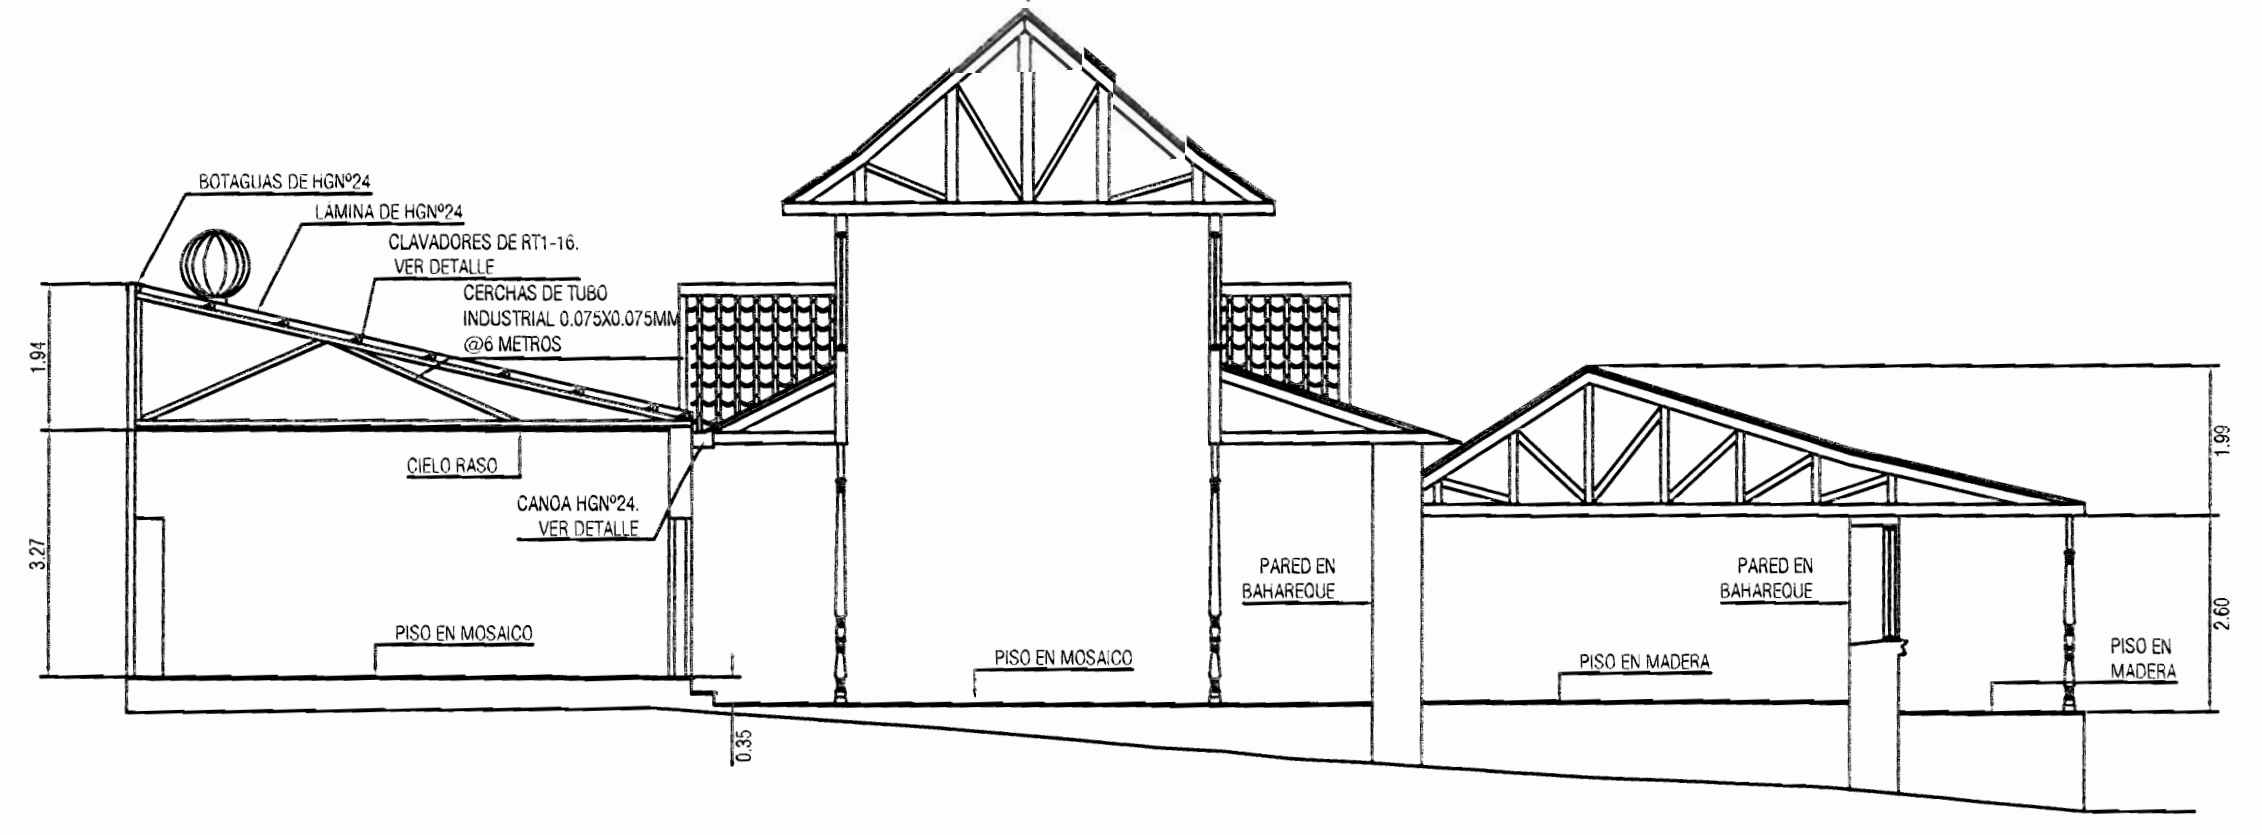 BOTAGUAS DE HGNº24
LÁMINA DE HGNº24
CLAVADORES DE RT1-16.
VER DETALLE
CERCHAS DE TUBO
INDUSTRIAL 0.075X0.075MM
@6 METROS
1.94
CIELO RASO
CANOA HGNº24.
VER DETALLE
3.27
PISO EN MOSAICO
0.35
PISO EN MOSAICO
PARED EN
BAHAREQUE
PISO EN MADERA
PARED EN
BAHAREQUE
PISO EN
MADERA
1.99
2.60